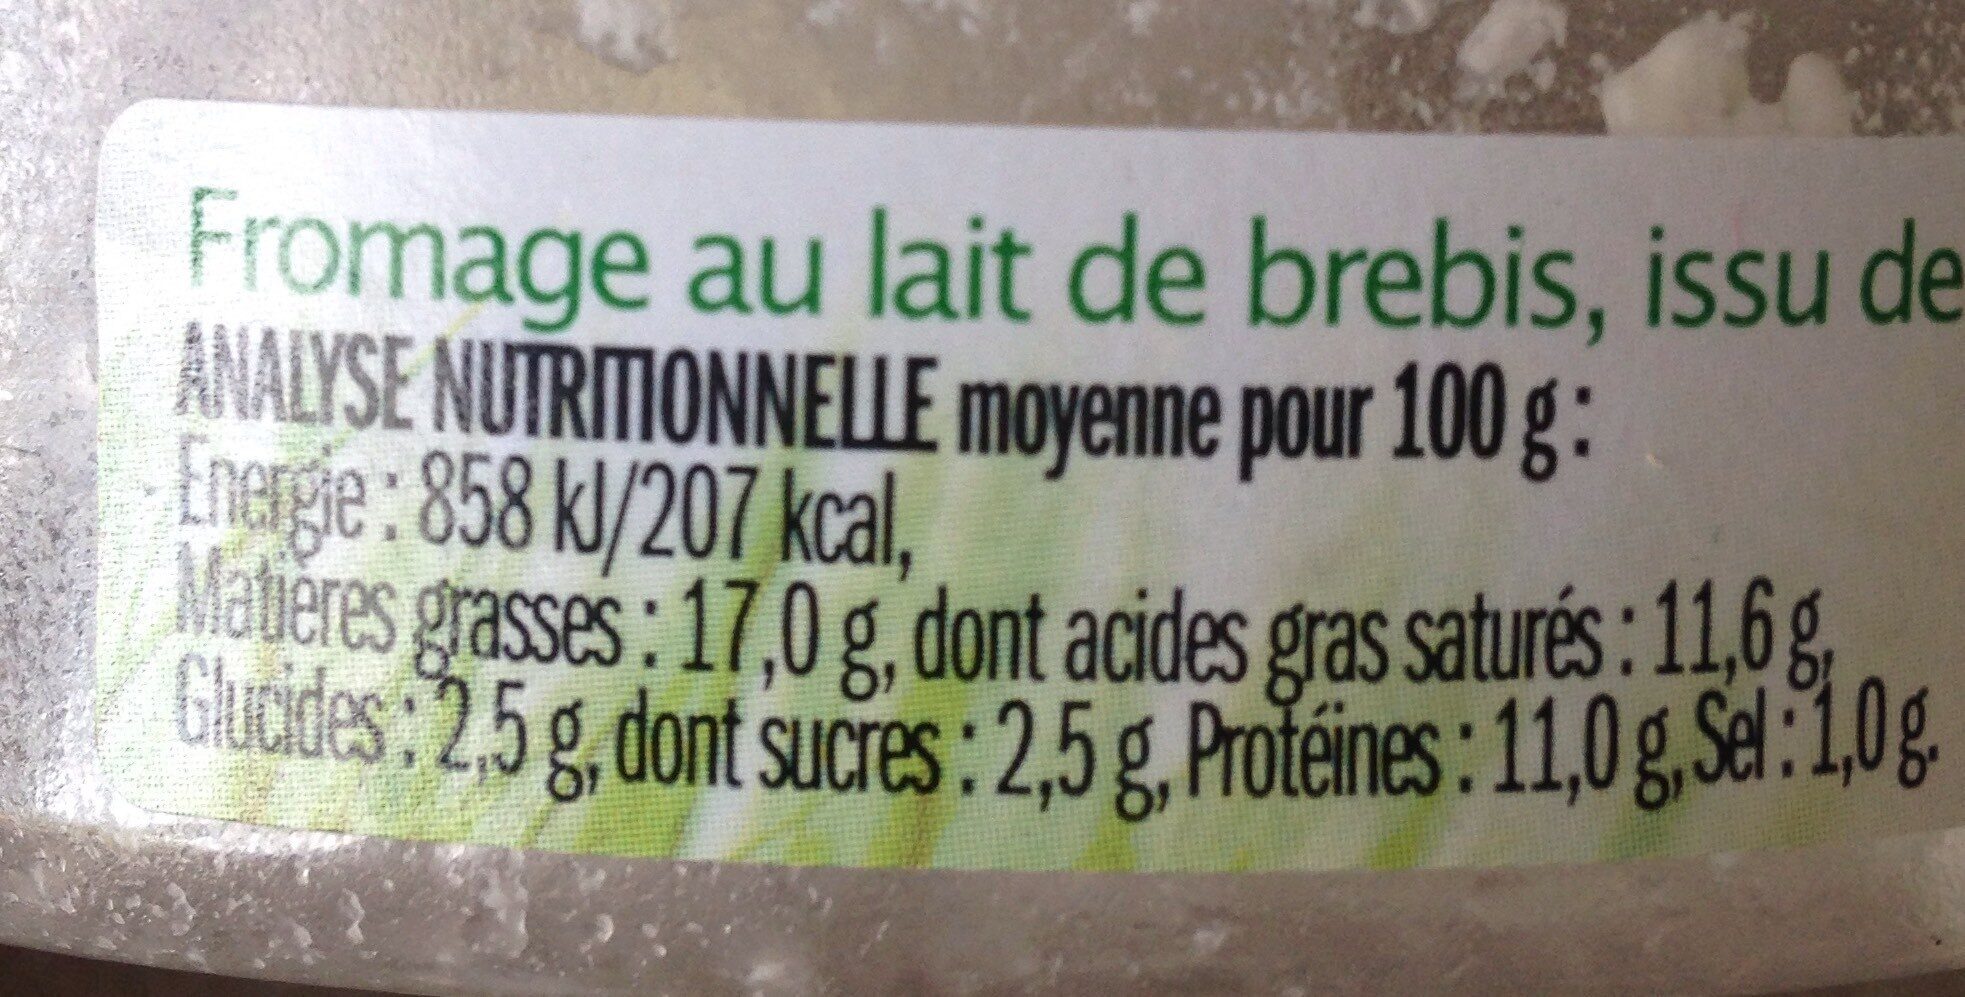 Fromage au lait de brebis, issu de
ANALYSE NUTRITIONNELLE moyenne pour 100 g :
Energie : 858 kJ/207 kcal,
Matières grasses : 17,0 g, dont acides gras saturés : 11,6 g,
Glucides : 2,5 g, dont sucres : 2,5 g, Protéines : 11,0 g, Sel : 1,0 g.